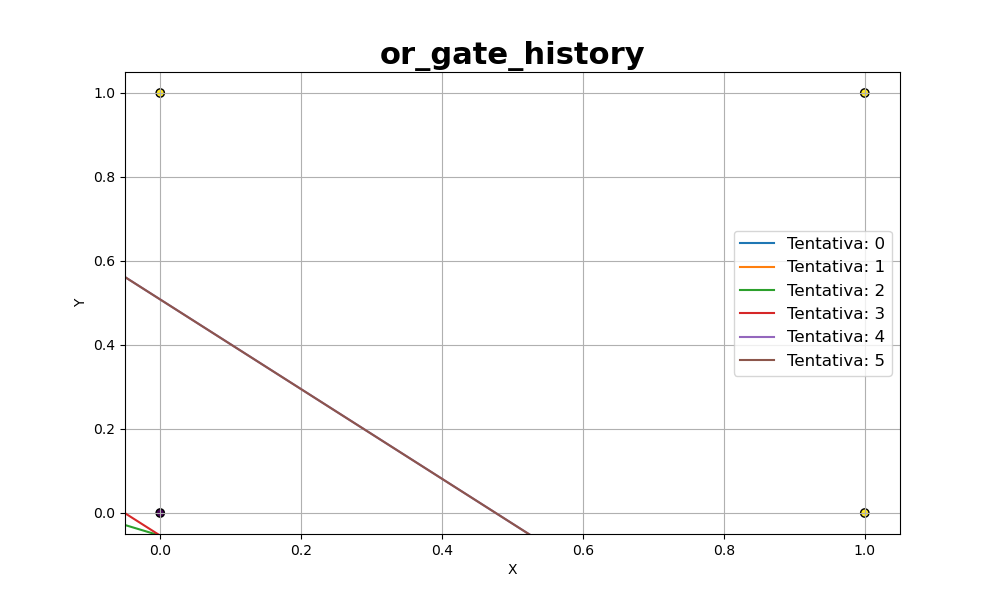 or_gate_history
1.0
0.8
0.6
0.4
0.2
0.0
Y
Tentativa: 0
Tentativa: 1
Tentativa: 2
Tentativa: 3
Tentativa: 4
Tentativa: 5
0.0 0.2 0.4 0.6 0.8 1.0
X